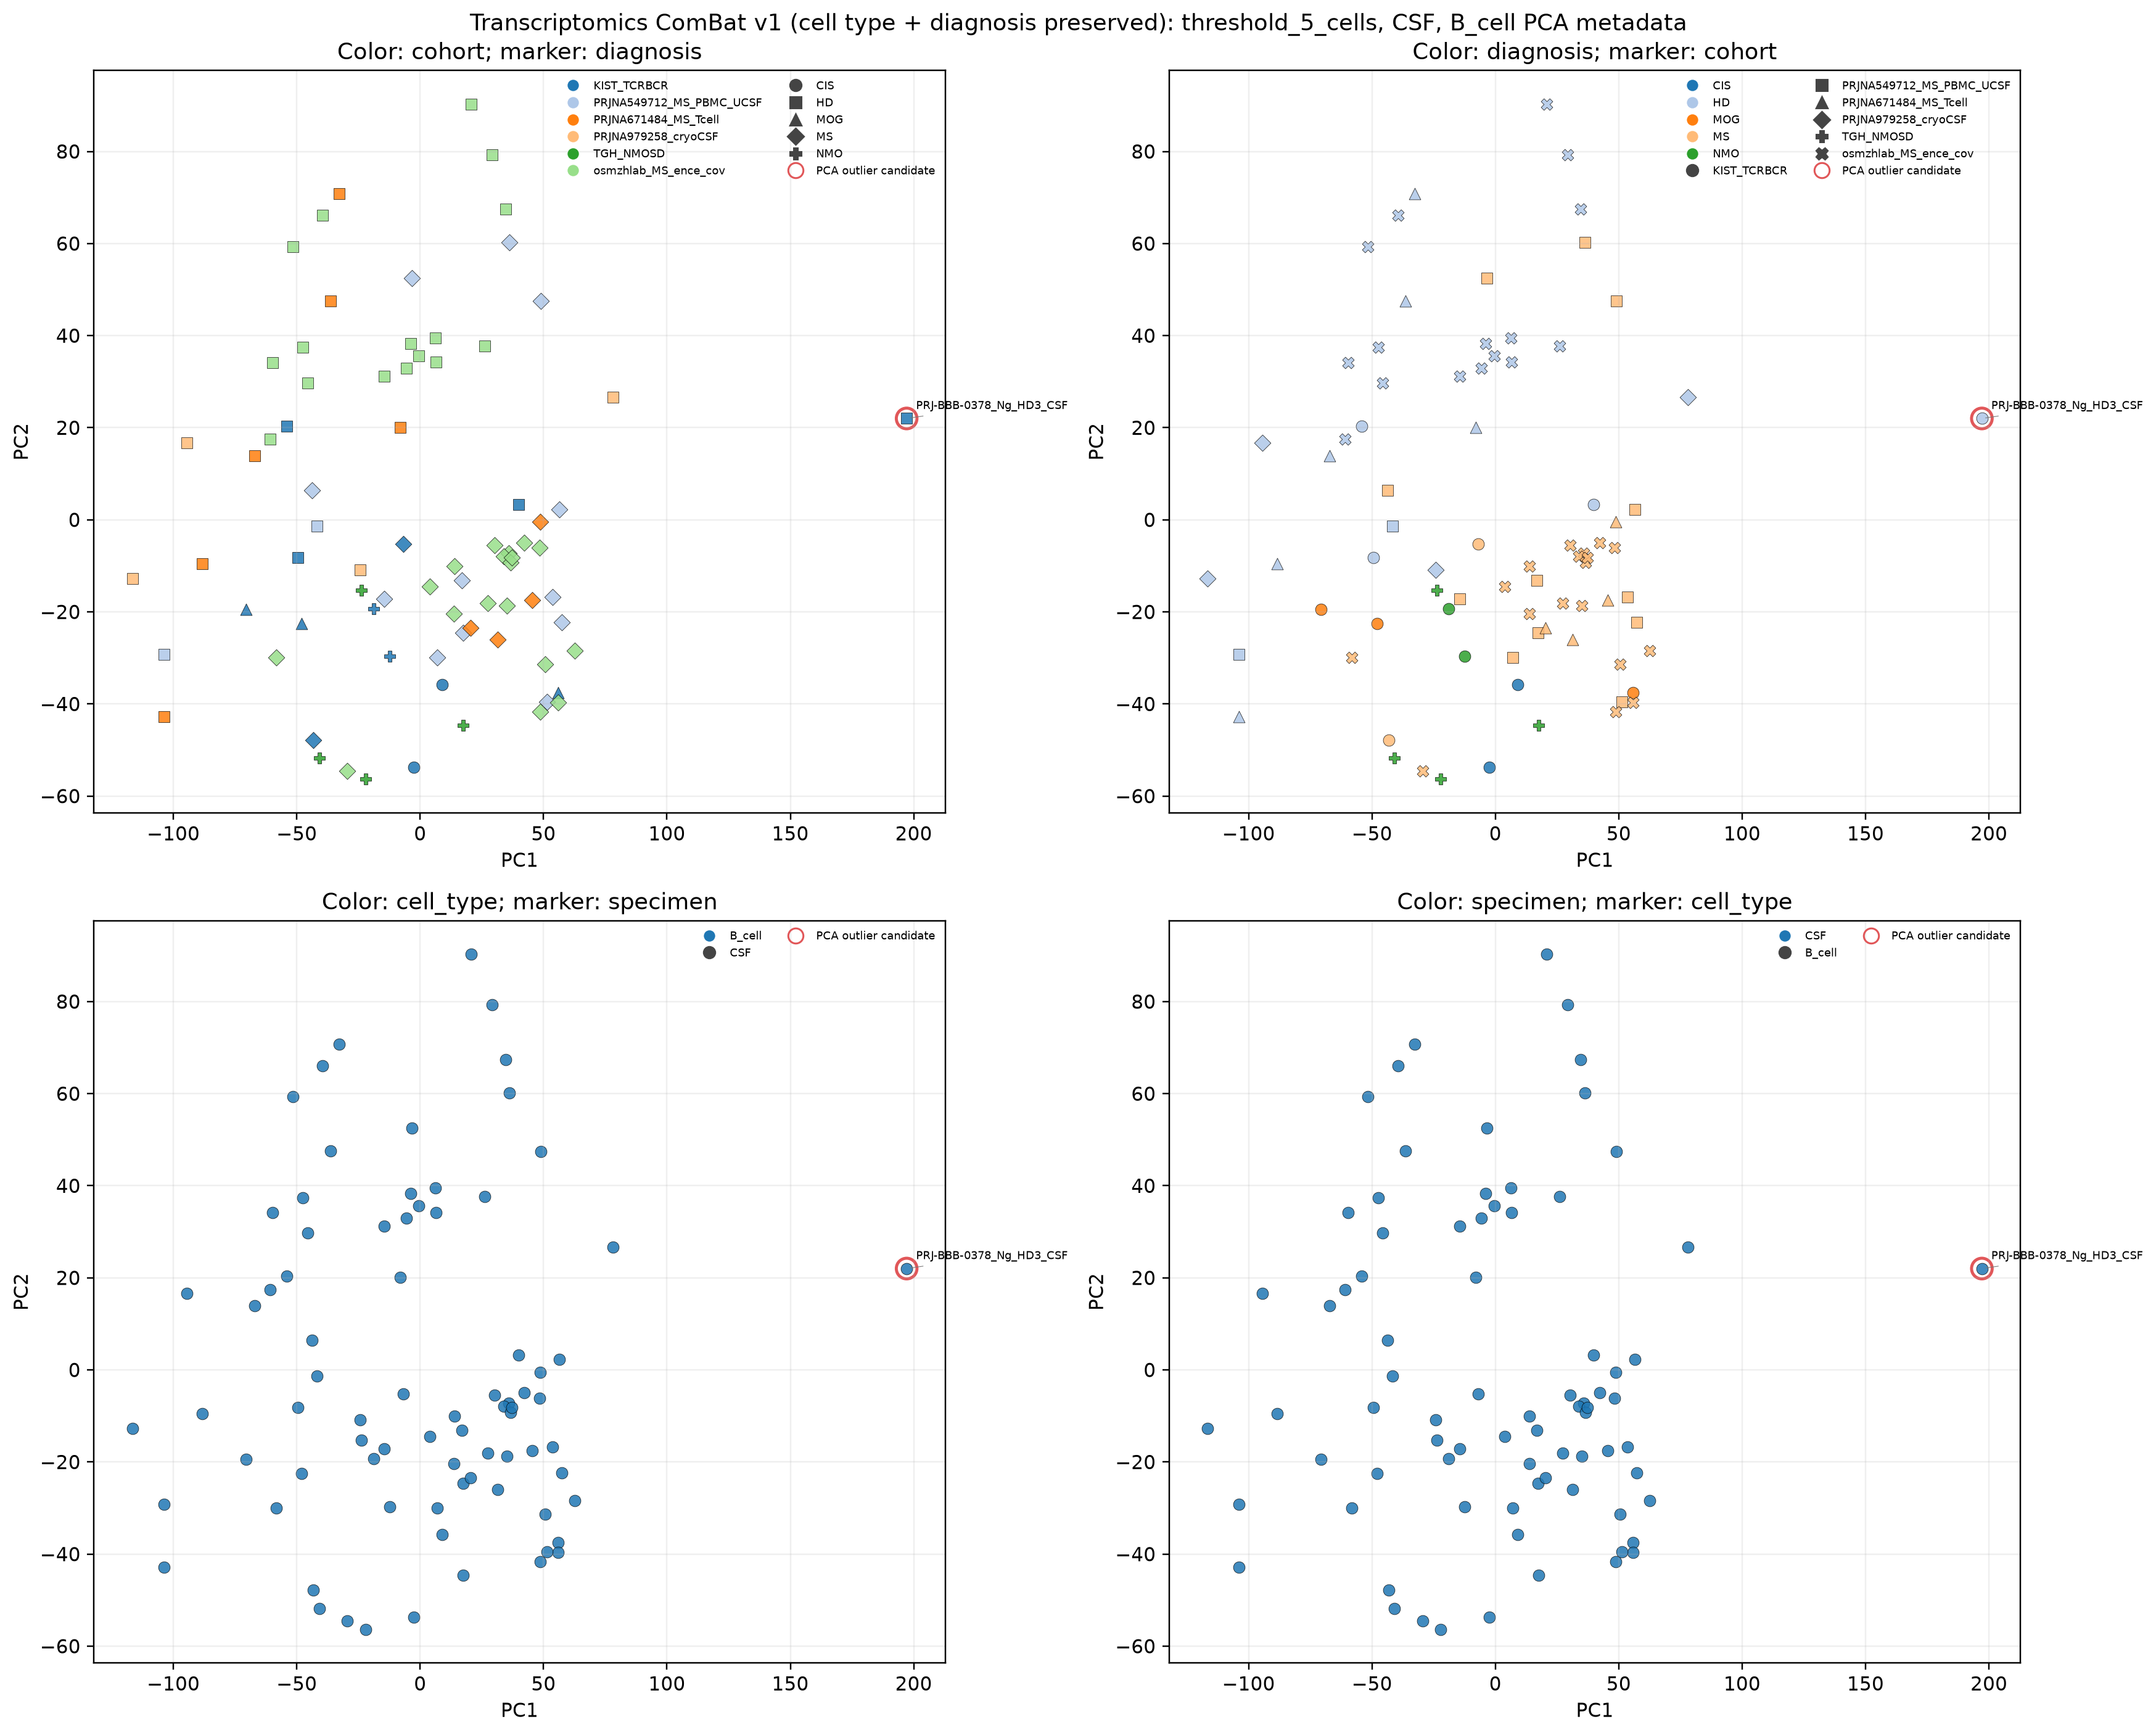 Transcriptomics ComBat v1 (cell type + diagnosis preserved): threshold_5_cells, CSF, B_cell PCA metadata
Color: cohort; marker: diagnosis
KIST_TCRBCR
PRJNA549712_MS_PBMC_UCSF
PRJNA671484_MS_Tcell
PRJNA979258_cryoCSF
TGH_NMOSD
osmzhlab_MS_ence_cov
CIS
HD
MOG
MS
NMO
PCA outlier candidate
PRJ-BBB-0378_Ng_HD3_CSF
80
60
40
20
0
−20
−40
−60
PC2
−100
−50
0
50
100
150
200
PC1
Color: diagnosis; marker: cohort
CIS
HD
MOG
MS
NMO
KIST_TCRBCR
PRJNA549712_MS_PBMC_UCSF
PRJNA671484_MS_Tcell
PRJNA979258_cryoCSF
TGH_NMOSD
osmzhlab_MS_ence_cov
PCA outlier candidate
PRJ-BBB-0378_Ng_HD3_CSF
80
60
40
20
0
−20
−40
−60
PC2
−100
−50
0
50
100
150
200
PC1
Color: cell_type; marker: specimen
B_cell
CSF
PCA outlier candidate
PRJ-BBB-0378_Ng_HD3_CSF
80
60
40
20
0
−20
−40
−60
PC2
−100
−50
0
50
100
150
200
PC1
Color: specimen; marker: cell_type
CSF
B_cell
PCA outlier candidate
PRJ-BBB-0378_Ng_HD3_CSF
80
60
40
20
0
−20
−40
−60
PC2
−100
−50
0
50
100
150
200
PC1